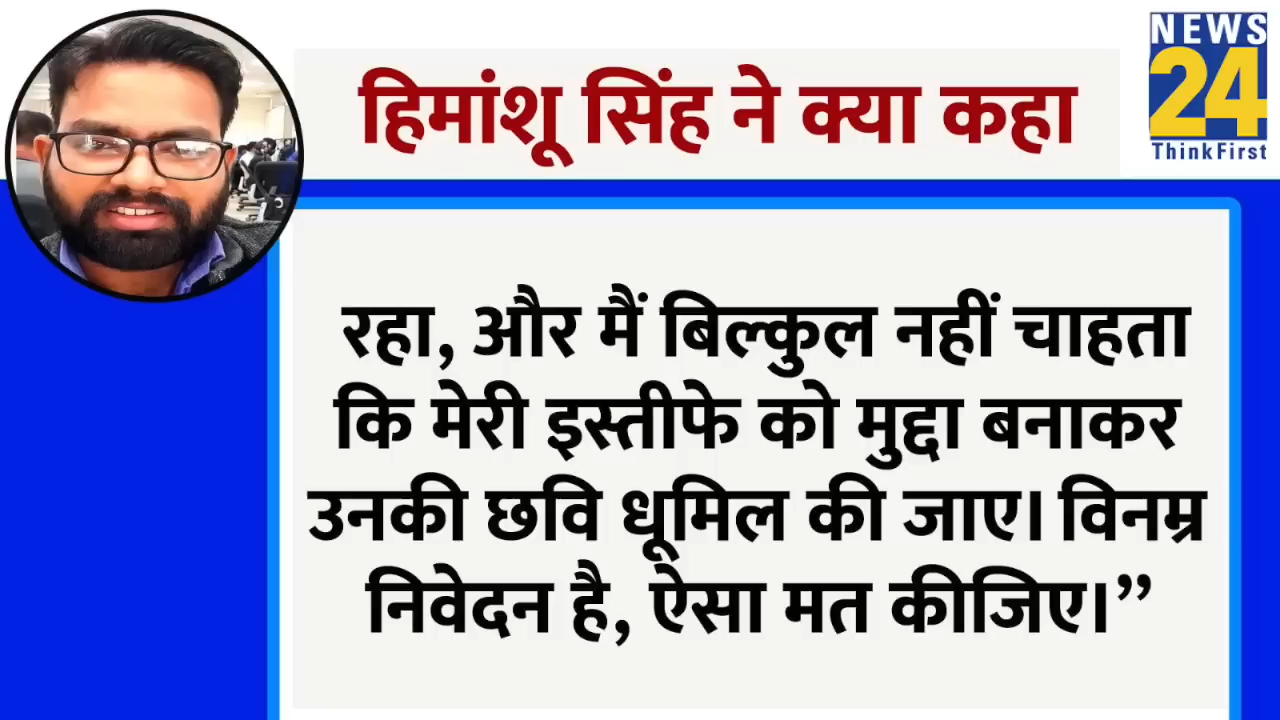 हिमांशू सिंह ने क्या कहा
NEWS
24
ThinkFirst
रहा, और मैं बिल्कुल नहीं चाहता
कि मेरी इस्तीफे को मुद्दा बनाकर
उनकी छवि धूमिल की जाए। विनम्र
निवेदन है, ऐसा मत कीजिए।”